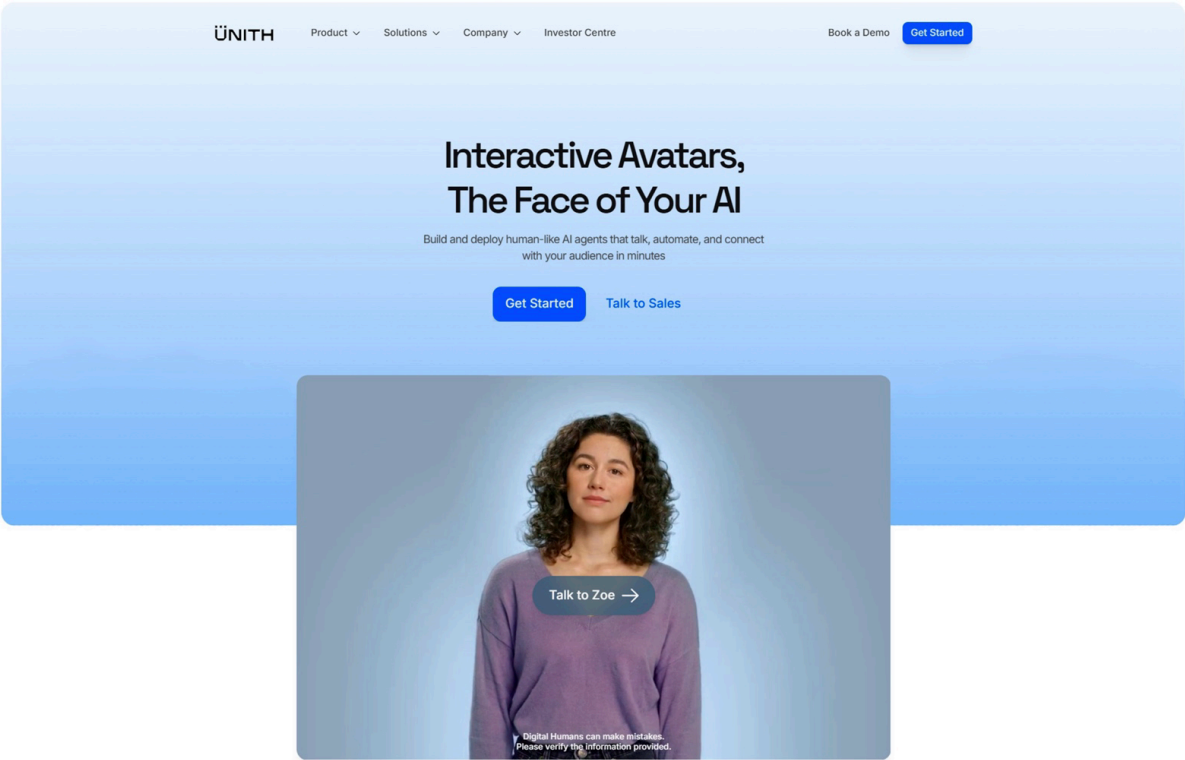 ÜNITH
Product
Solutions
Company
Investor Centre
Book a Demo
Get Started
Interactive Avatars,
The Face of Your AI
Build and deploy human-like AI agents that talk, automate, and connect
with your audience in minutes
Get Started
Talk to Sales
Talk to Zoe
Digital Humans can make mistakes.
Please verify the information provided.